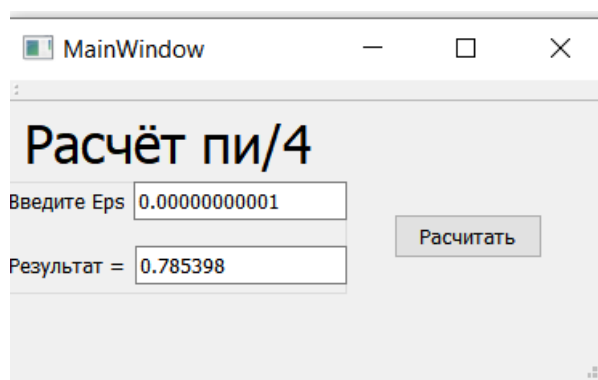 MainWindow
Расчёт пи/4
Введите Eps 0.00000000001
Расчитать
Результат = 0.785398